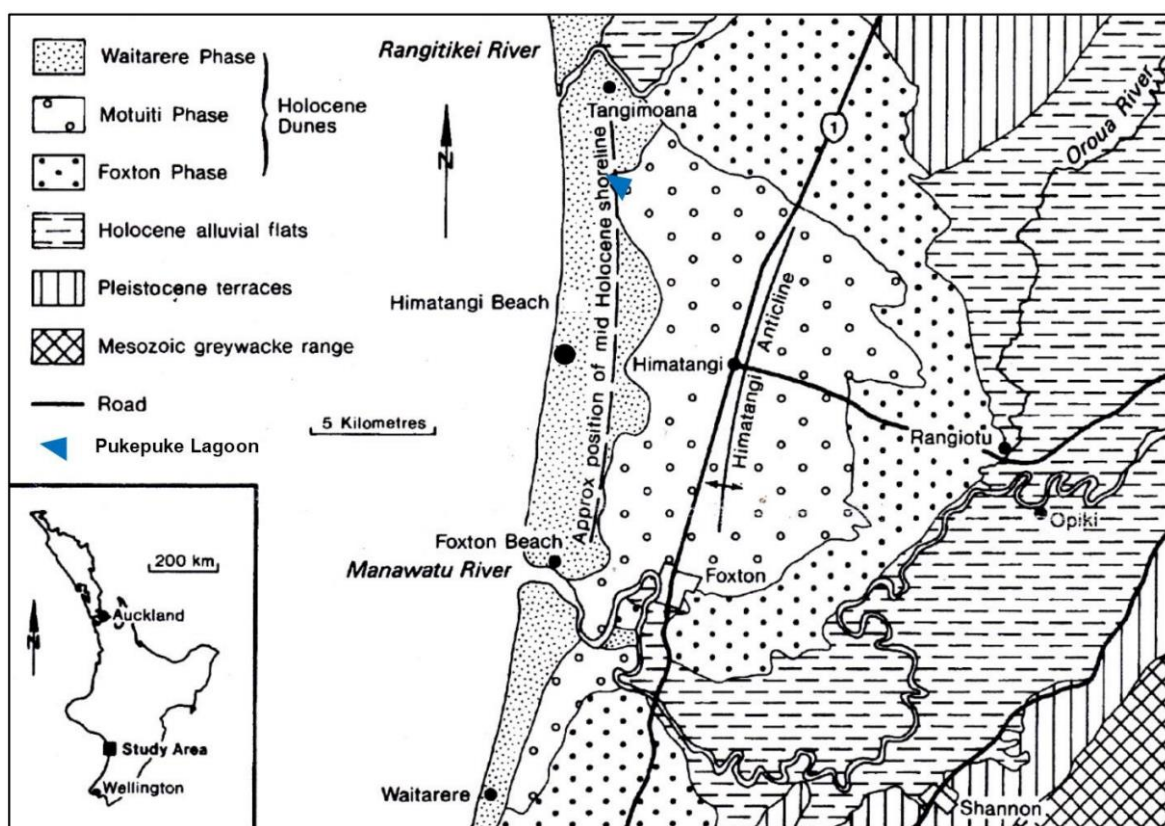 Waitarere Phase
Motuiti Phase
Foxton Phase
Holocene
Dunes
Holocene alluvial flats
Pleistocene terraces
Mesozoic greywacke range
Road
Pukepuke Lagoon
N
5 Kilometres
200 km
N
Auckland
Study Area
Wellington
Rangitikei River
Tangimoana
1
Oroua River
Approx position of mid Holocene shoreline
Himatangi Beach
Himatangi
Himatangi Anticline
Rangiotu
Opiki
Foxton Beach
Manawatu River
Foxton
Waitarere
Shannon